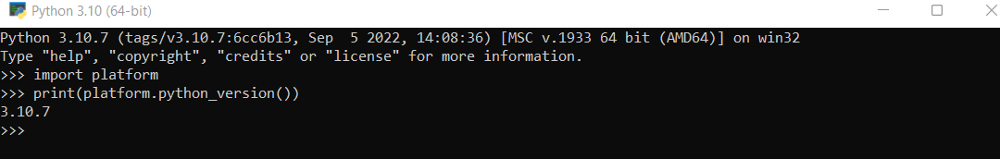 Python 3.10 (64-bit)
Python 3.10.7 (tags/v3.10.7:6cc6b13, Sep  5 2022, 14:08:36) [MSC v.1933 64 bit (AMD64)] on win32
Type "help", "copyright", "credits" or "license" for more information.
>>> import platform
>>> print(platform.python_version())
3.10.7
>>>